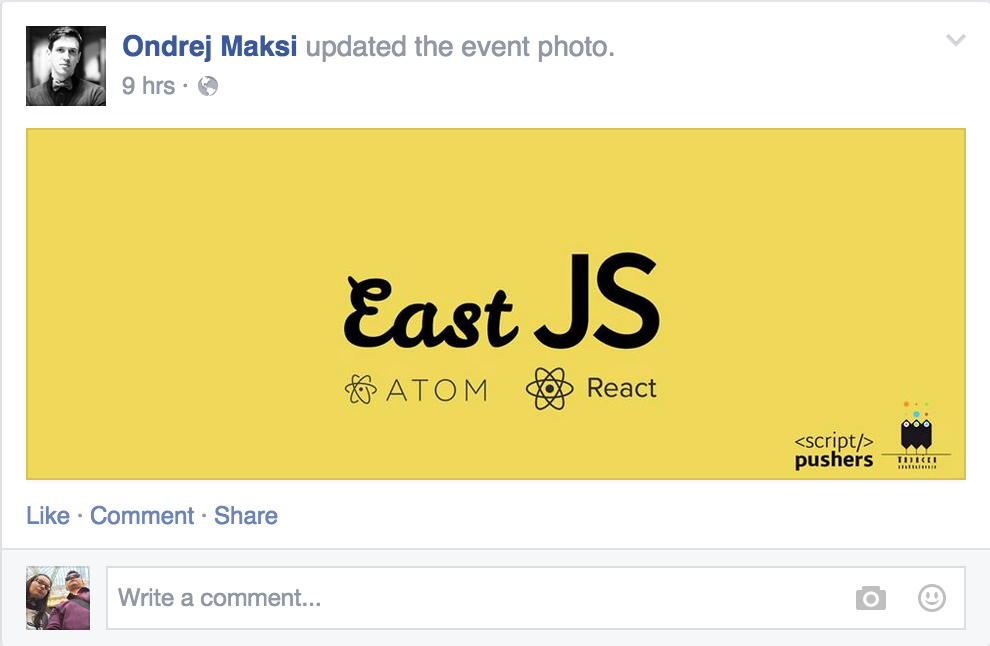 Ondrej Maksi updated the event photo.
9 hrs ·
East JS
ATOM React
<script/>
pushers
Like · Comment · Share
Write a comment...